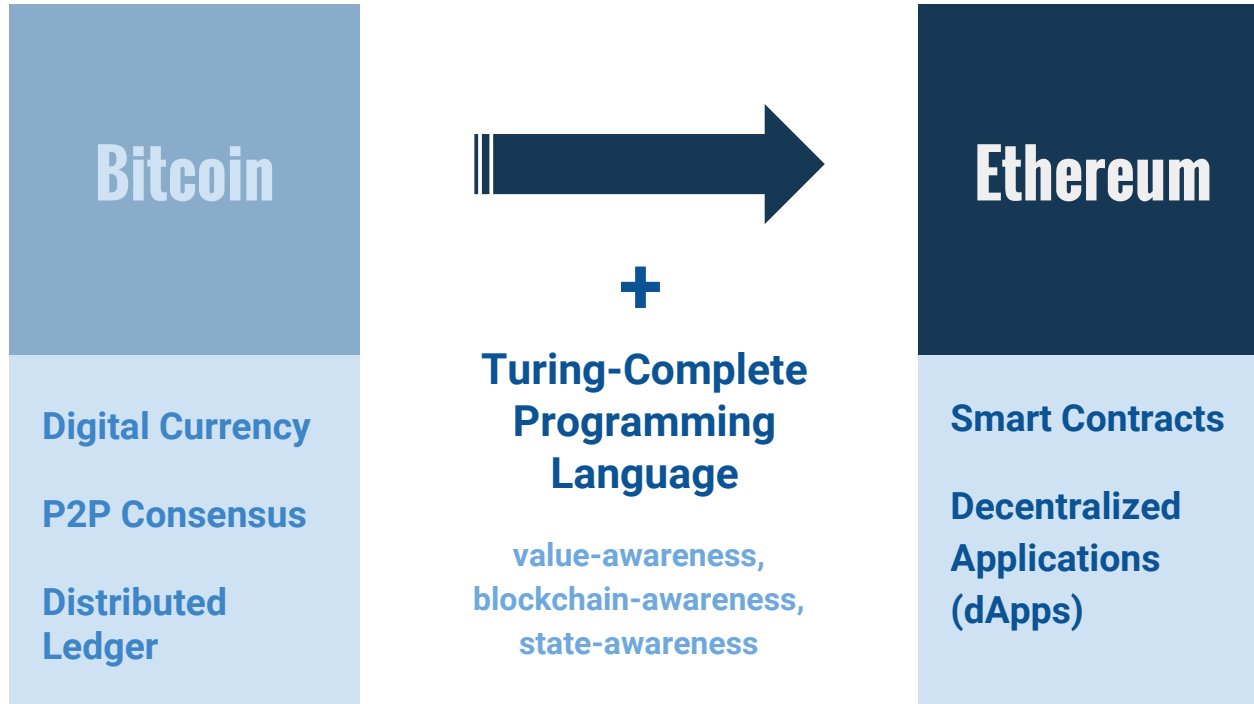 Bitcoin
Digital Currency
P2P Consensus
Distributed
Ledger
+
Turing-Complete
Programming
Language
value-awareness,
blockchain-awareness,
state-awareness
Ethereum
Smart Contracts
Decentralized
Applications
(dApps)